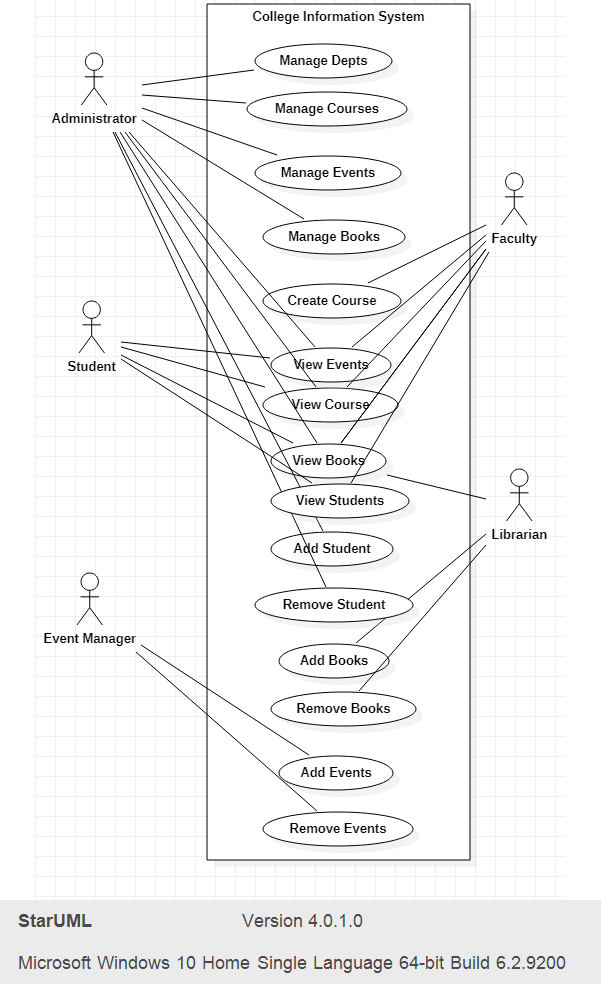 College Information System
Manage Depts
Administrator
Manage Courses
Manage Events
Manage Books
Faculty
Create Course
View Events
Student
View Course
View Books
View Students
Librarian
Add Student
Remove Student
Event Manager
Add Books
Remove Books
Add Events
Remove Events
StarUML Version 4.0.1.0
Microsoft Windows 10 Home Single Language 64-bit Build 6.2.9200